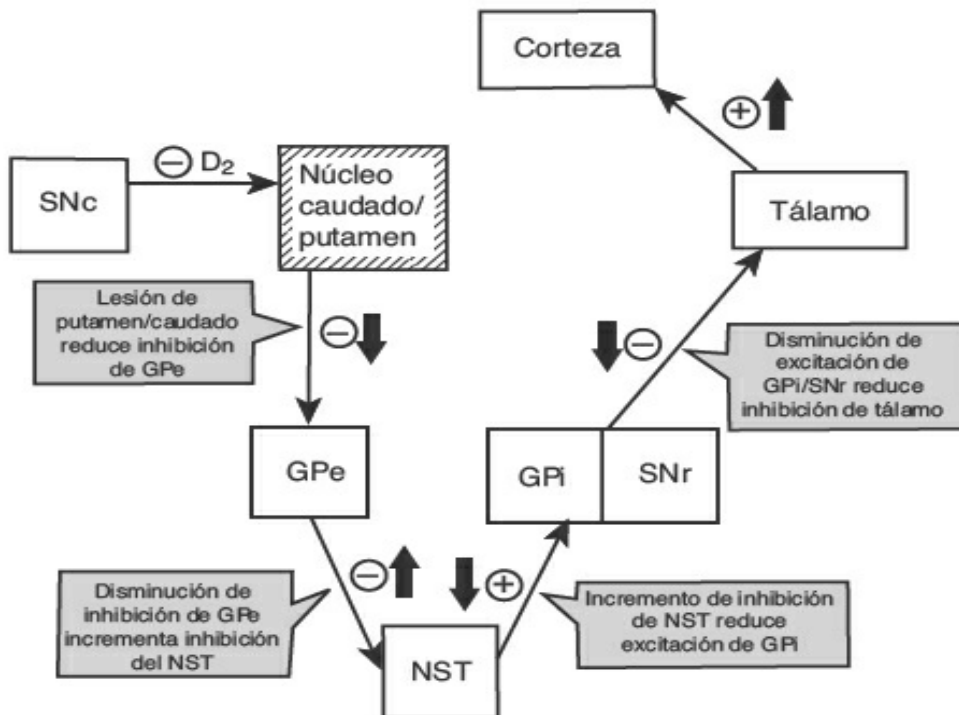 Corteza
+
− D₂
SNc
Núcleo
caudado/
putamen
Tálamo
Lesión de
putamen/caudado
reduce inhibición
de GPe
−
−
Disminución de
excitación de
GPi/SNr reduce
inhibición de tálamo
GPe
GPi
SNr
Disminución de
inhibición de GPe
incrementa inhibición
del NST
−
+
Incremento de inhibición
de NST reduce
excitación de GPi
NST